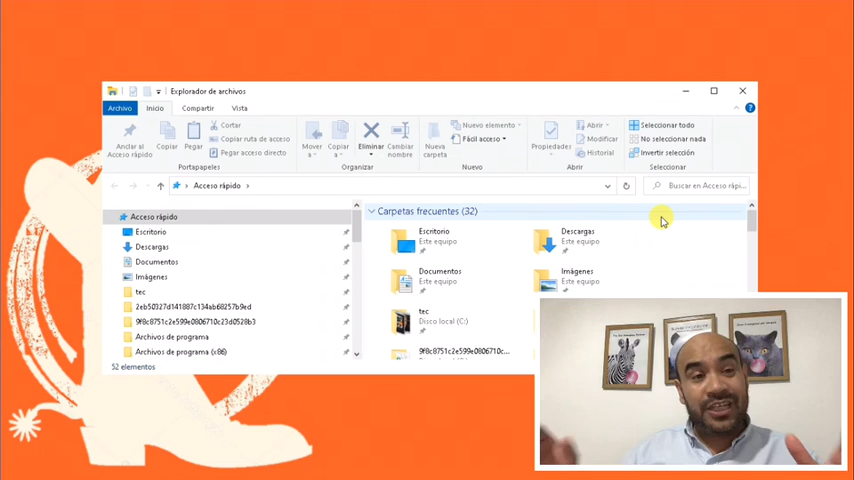 Explorador de archivos
Archivo Inicio Compartir Vista
Anclar al Acceso rápido
Copiar
Pegar
Cortar
Copiar ruta de acceso
Pegar acceso directo
Portapapeles
Mover a
Copiar a
Eliminar
Cambiar nombre
Organizar
Nueva carpeta
Nuevo elemento
Fácil acceso
Nuevo
Propiedades
Abrir
Modificar
Historial
Abrir
Seleccionar todo
No seleccionar nada
Invertir selección
Seleccionar
Acceso rápido
Buscar en Acceso rápi...
Acceso rápido
Escritorio
Descargas
Documentos
Imágenes
tec
2eb50327d141887c134ab68257b9ed
9f8c8751c2e599e0806710c23d0528b3
Archivos de programa
Archivos de programa (x86)
Carpetas frecuentes (32)
Escritorio
Este equipo
Descargas
Este equipo
Documentos
Este equipo
Imágenes
Este equipo
tec
Disco local (C:)
9f8c8751c2e599e0806710c...
52 elementos